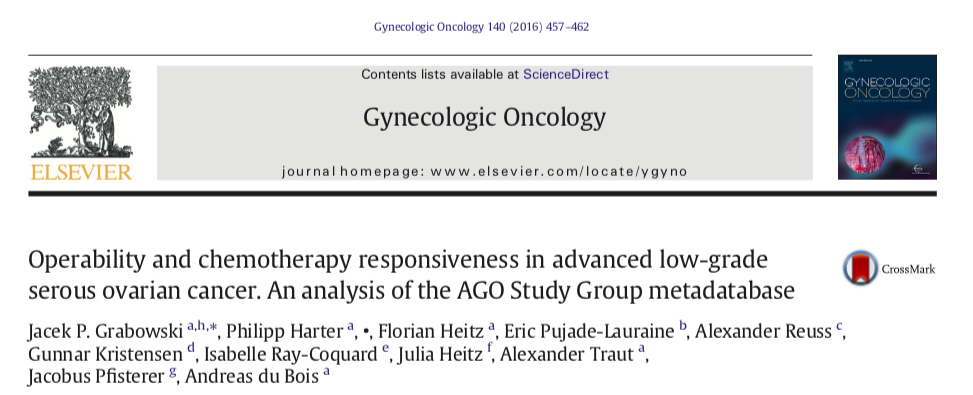 Gynecologic Oncology 140 (2016) 457–462
Contents lists available at ScienceDirect
Gynecologic Oncology
journal homepage: www.elsevier.com/locate/ygyno
ELSEVIER
GYNECOLOGIC
ONCOLOGY
Operability and chemotherapy responsiveness in advanced low-grade
serous ovarian cancer. An analysis of the AGO Study Group metadatabase
CrossMark
Jacek P. Grabowski a,h,*, Philipp Harter a, •, Florian Heitz a, Eric Pujade-Lauraine b, Alexander Reuss c,
Gunnar Kristensen d, Isabelle Ray-Coquard e, Julia Heitz f, Alexander Traut a,
Jacobus Pfisterer g, Andreas du Bois a